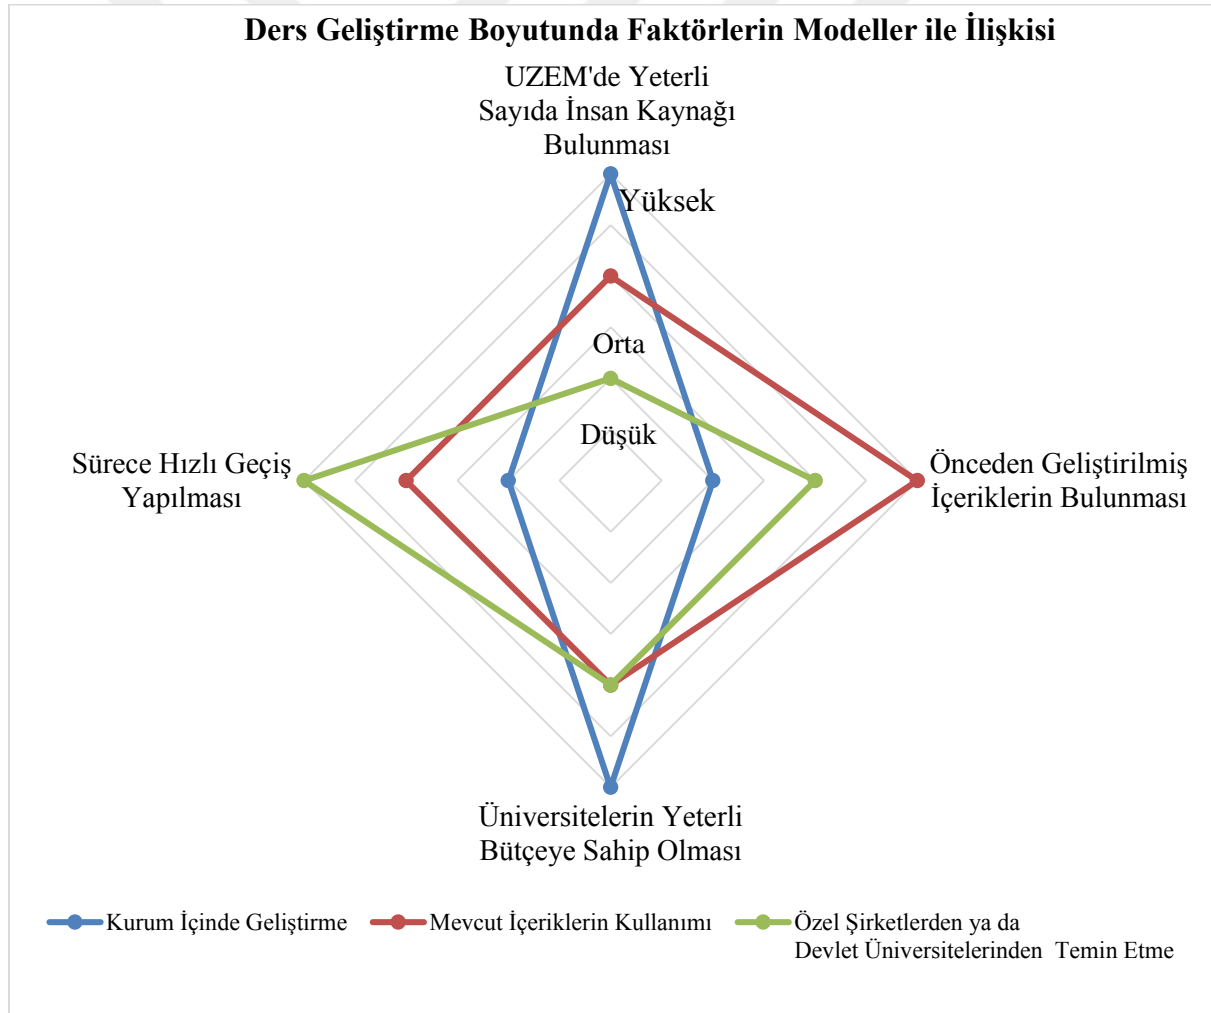 Ders Geliştirme Boyutunda Faktörlerin Modeller ile İlişkisi
UZEM'de Yeterli
Sayıda İnsan Kaynağı
Bulunması
Yüksek
Orta
Düşük
Sürece Hızlı Geçiş
Yapılması
Önceden Geliştirilmiş
İçeriklerin Bulunması
Üniversitelerin Yeterli
Bütçeye Sahip Olması
Kurum İçinde Geliştirme
Mevcut İçeriklerin Kullanımı
Özel Şirketlerden ya da
Devlet Üniversitelerinden Temin Etme